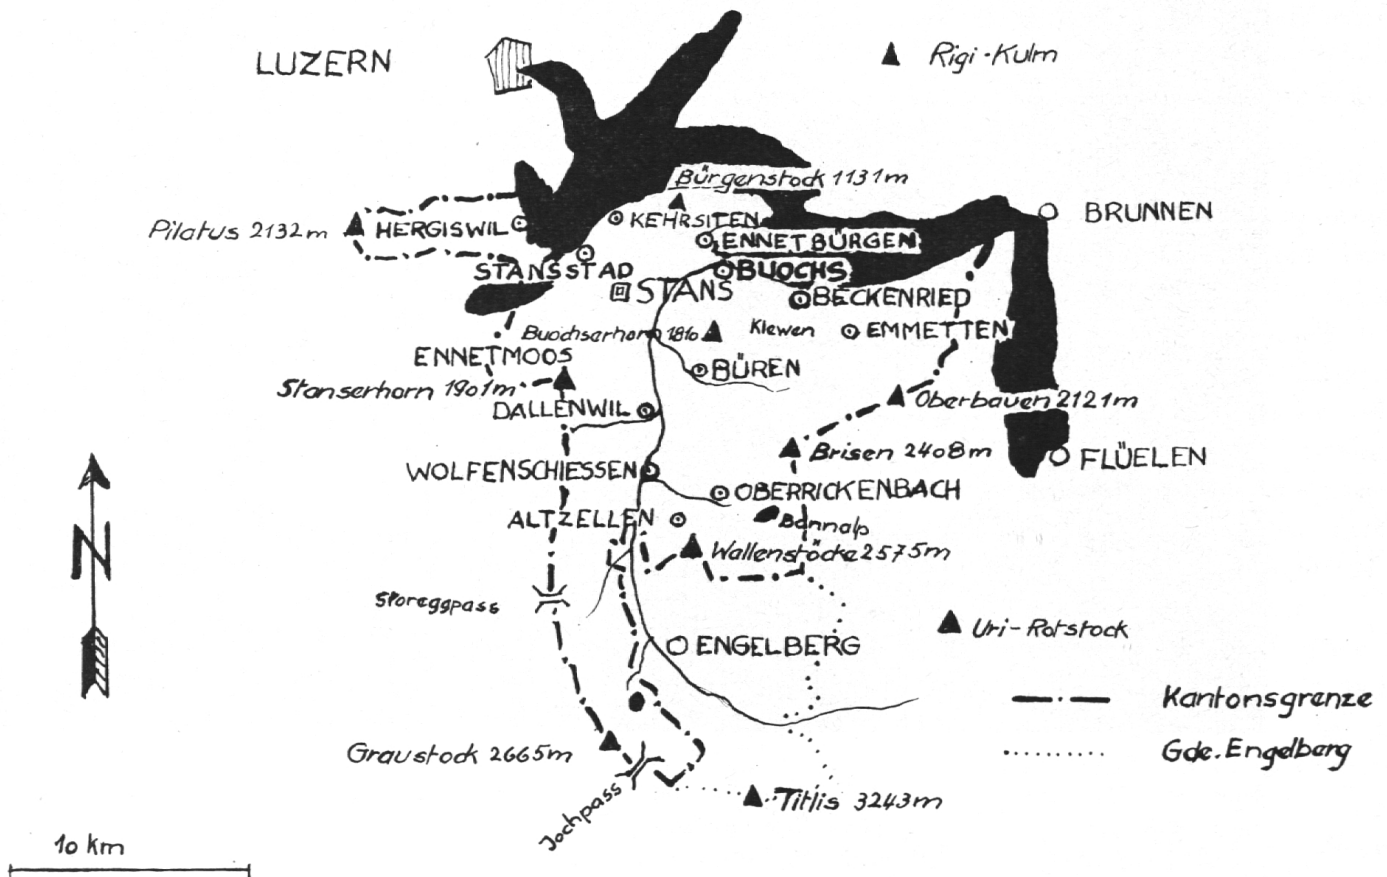 LUZERN
Rigi-Kulm
Bürgenstock 1131m
Pilatus 2132m
HERGISWIL
KEHRSITEN
BRUNNEN
ENNETBÜRGEN
STANSSTAD
BUOCHS
STANS
BECKENRIED
Buochserhorn 1810
Klewen
EMMETTEN
ENNETMOOS
BÜREN
Stanserhorn 1901m
Oberbauen 2121m
DALLENWIL
Brisen 2408m
FLÜELEN
WOLFENSCHIESSEN
OBERRICKENBACH
ALTZELLEN
Bannalp
N
Wallenstöcke 2575m
Storeggpass
Uri-Rotstock
ENGELBERG
Kantonsgrenze
Graustock 2665m
Gde. Engelberg
Jochpass
Titlis 3243m
10 km